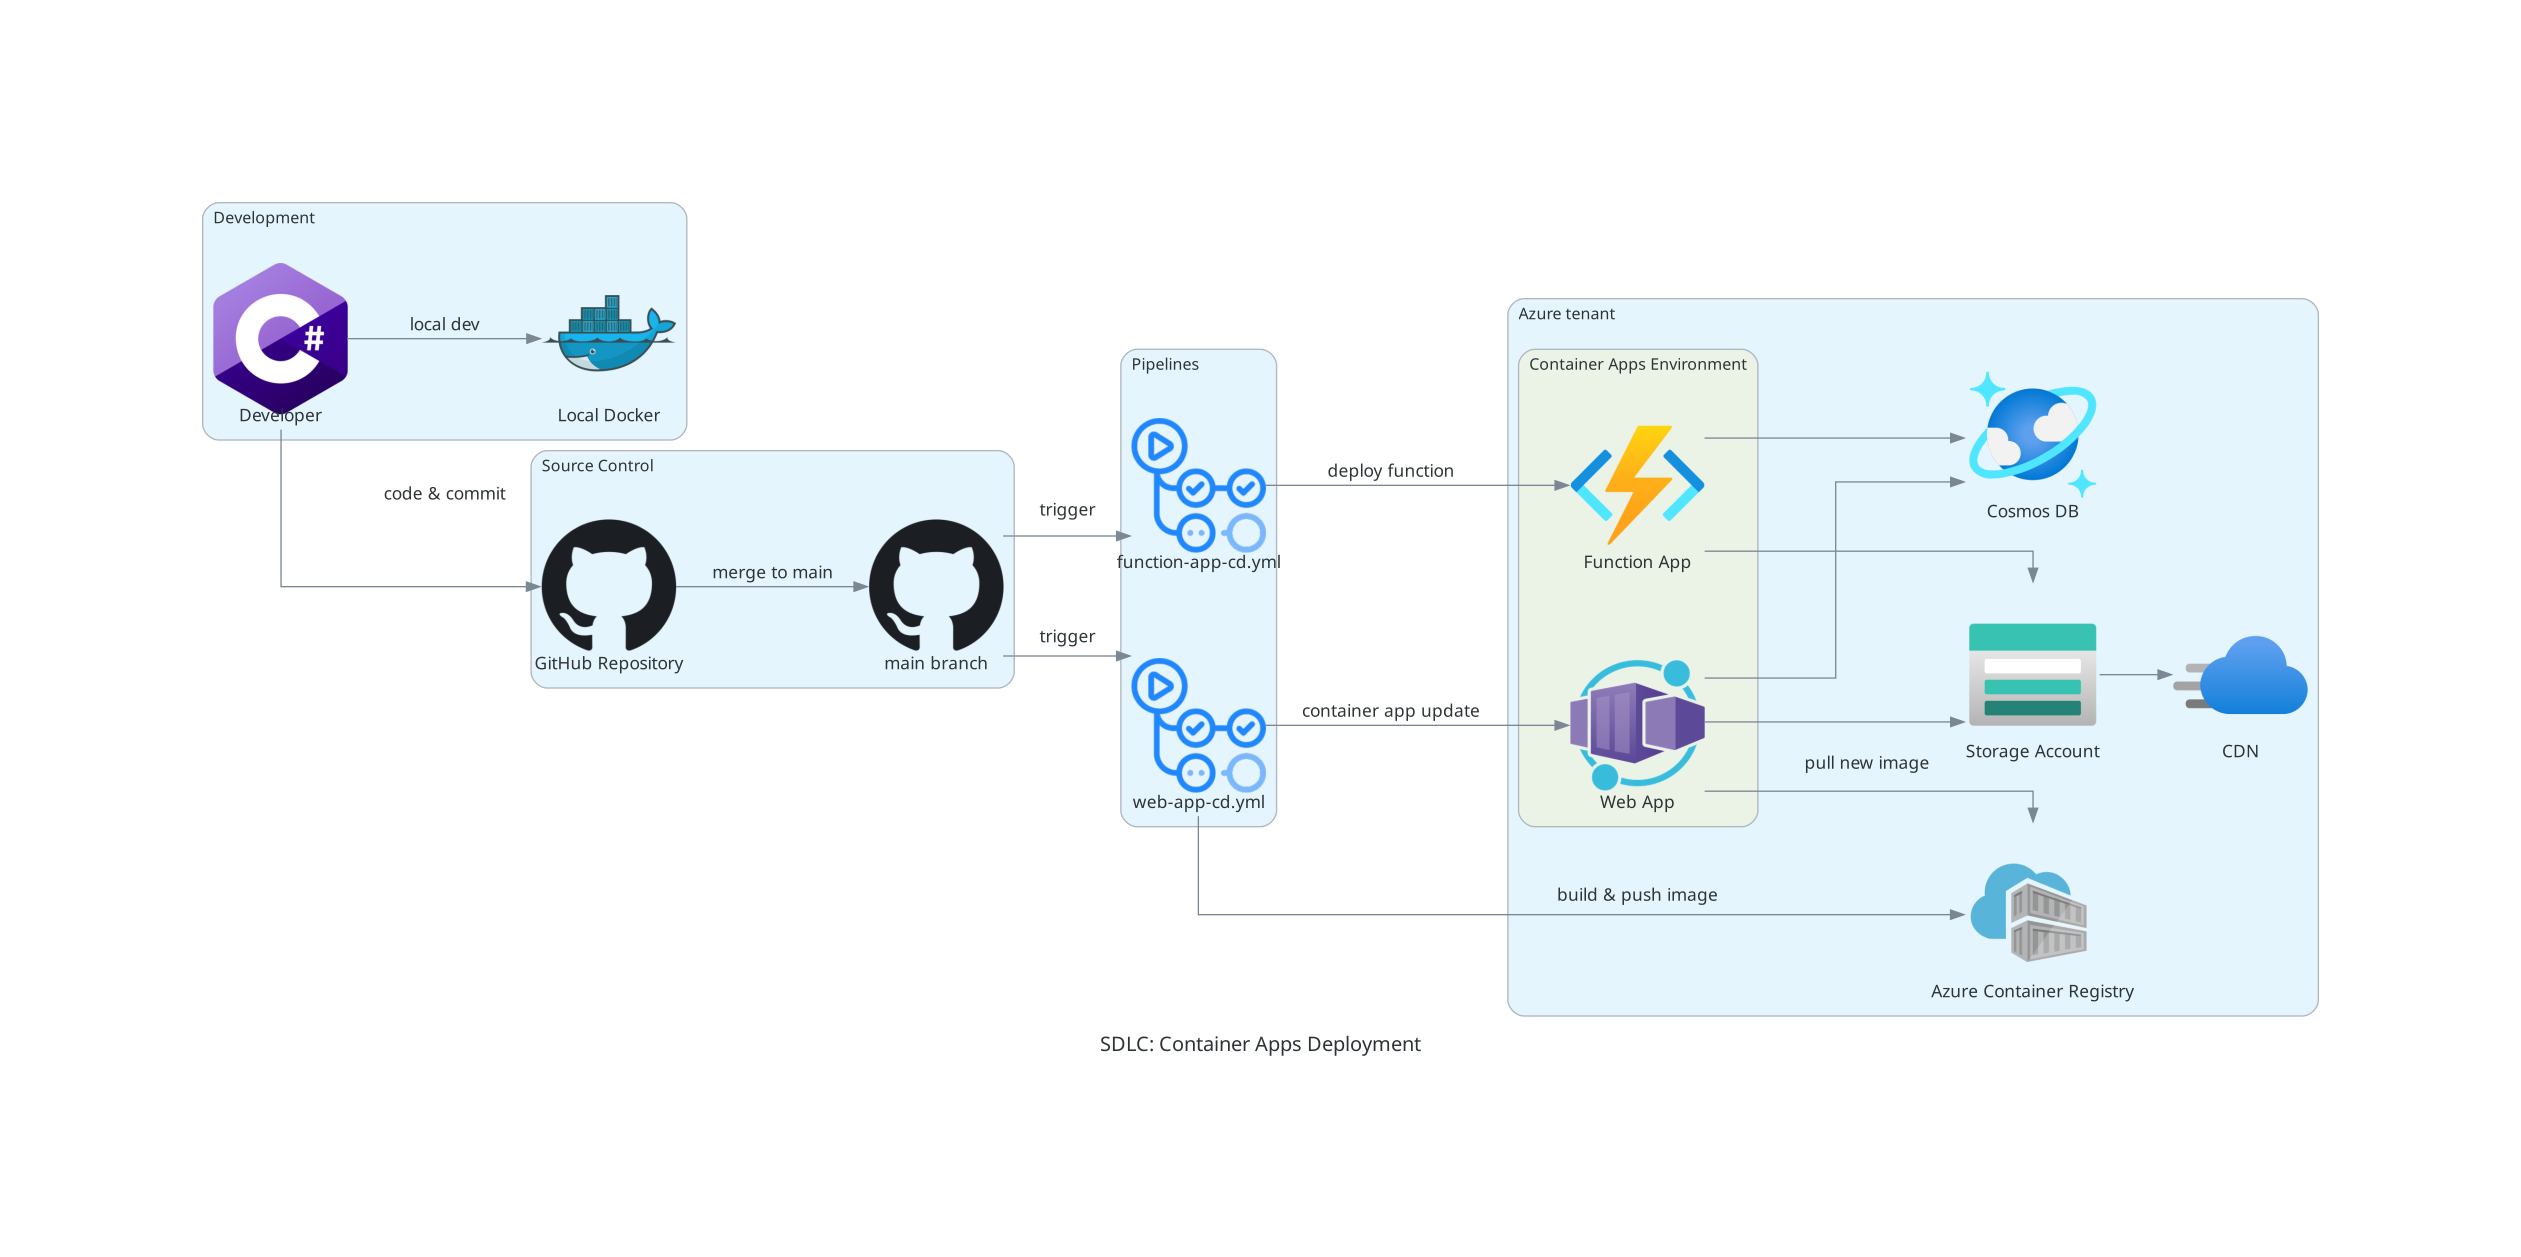 Development
local dev
Developer
Local Docker
code & commit
Source Control
merge to main
GitHub Repository
main branch
trigger
trigger
Pipelines
function-app-cd.yml
web-app-cd.yml
deploy function
container app update
build & push image
Azure tenant
Container Apps Environment
Function App
Web App
pull new image
Cosmos DB
Storage Account
CDN
Azure Container Registry
SDLC: Container Apps Deployment